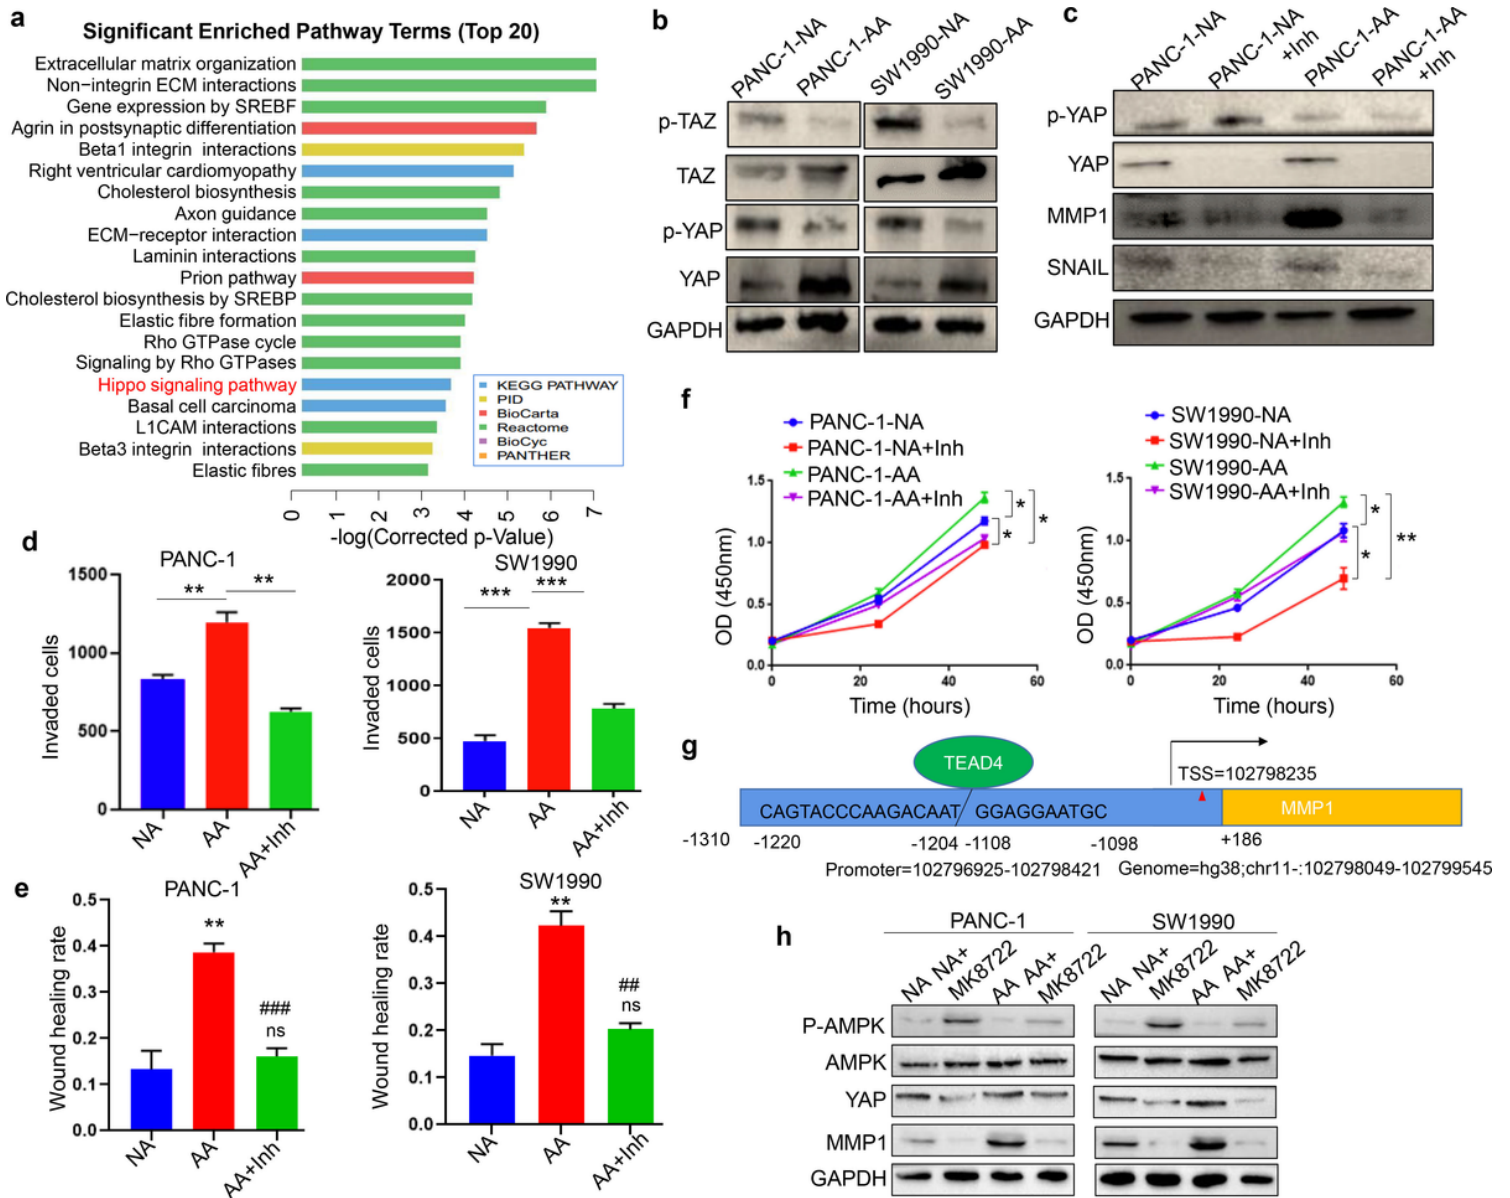 a
Significant Enriched Pathway Terms (Top 20)
Extracellular matrix organization
Non−integrin ECM interactions
Gene expression by SREBF
Agrin in postsynaptic differentiation
Beta1 integrin interactions
Right ventricular cardiomyopathy
Cholesterol biosynthesis
Axon guidance
ECM−receptor interaction
Laminin interactions
Prion pathway
Cholesterol biosynthesis by SREBP
Elastic fibre formation
Rho GTPase cycle
Signaling by Rho GTPases
Hippo signaling pathway
Basal cell carcinoma
L1CAM interactions
Beta3 integrin interactions
Elastic fibres
KEGG PATHWAY
PID
BioCarta
Reactome
BioCyc
PANTHER
0 1 2 3 4 5 6 7
-log(Corrected p-Value)
b
PANC-1-NA PANC-1-AA SW1990-NA SW1990-AA
p-TAZ
TAZ
p-YAP
YAP
GAPDH
c
PANC-1-NA PANC-1-NA +Inh PANC-1-AA PANC-1-AA +Inh
p-YAP
YAP
MMP1
SNAIL
GAPDH
d
PANC-1
Invaded cells
1500
1000
500
0
** **
NA AA AA+Inh
SW1990
Invaded cells
2000
1500
1000
500
0
*** ***
NA AA AA+Inh
e
PANC-1
Wound healing rate
0.5
0.4
0.3
0.2
0.1
0.0
**
###
ns
NA AA AA+Inh
SW1990
Wound healing rate
0.5
0.4
0.3
0.2
0.1
0.0
**
##
ns
NA AA AA+Inh
f
PANC-1-NA
PANC-1-NA+Inh
PANC-1-AA
PANC-1-AA+Inh
OD (450nm)
1.5
1.0
0.5
0.0
* * *
0 20 40 60
Time (hours)
SW1990-NA
SW1990-NA+Inh
SW1990-AA
SW1990-AA+Inh
OD (450nm)
1.5
1.0
0.5
0.0
* * **
0 20 40 60
Time (hours)
g
TEAD4
TSS=102798235
CAGTACCCAAGACAAT GGAGGAATGC
MMP1
-1310 -1220 -1204 -1108 -1098 +186
Promoter=102796925-102798421 Genome=hg38;chr11-:102798049-102799545
h
PANC-1 SW1990
NA NA+ MK8722 AA AA+ MK8722 NA NA+ MK8722 AA AA+ MK8722
P-AMPK
AMPK
YAP
MMP1
GAPDH